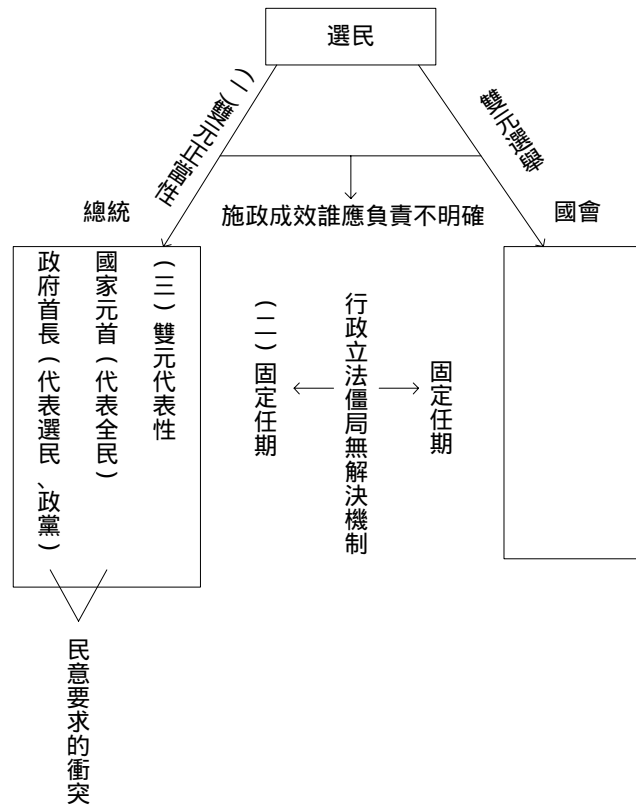 選民
(一)雙元正當性
雙元選舉
施政成效誰應負責不明確
總統
國會
(三)雙元代表性
國家元首(代表全民)
政府首長(代表選民、政黨)
(二)固定任期
行政立法僵局無解決機制
固定任期
民意要求的衝突